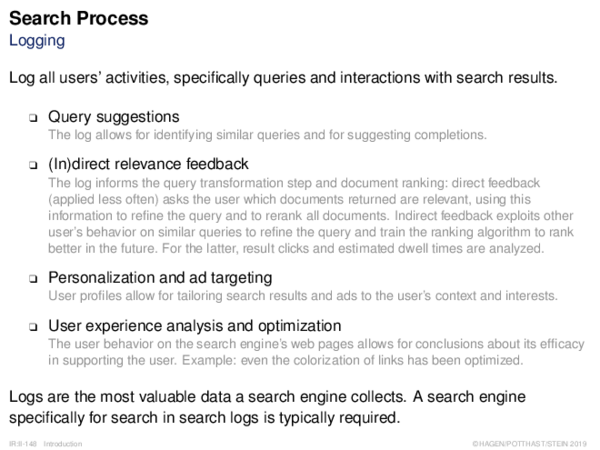 Search Process
Logging
Log all users' activities, specifically queries and interactions with search results.
❏ Query suggestions
The log allows for identifying similar queries and for suggesting completions.
❏ (In)direct relevance feedback
The log informs the query transformation step and document ranking: direct feedback
(applied less often) asks the user which documents returned are relevant, using this
information to refine the query and to rerank all documents. Indirect feedback exploits other
user's behavior on similar queries to refine the query and train the ranking algorithm to rank
better in the future. For the latter, result clicks and estimated dwell times are analyzed.
❏ Personalization and ad targeting
User profiles allow for tailoring search results and ads to the user's context and interests.
❏ User experience analysis and optimization
The user behavior on the search engine's web pages allows for conclusions about its efficacy
in supporting the user. Example: even the colorization of links has been optimized.
Logs are the most valuable data a search engine collects. A search engine
specifically for search in search logs is typically required.
IR:II-148 Introduction ©HAGEN/POTTHAST/STEIN 2019